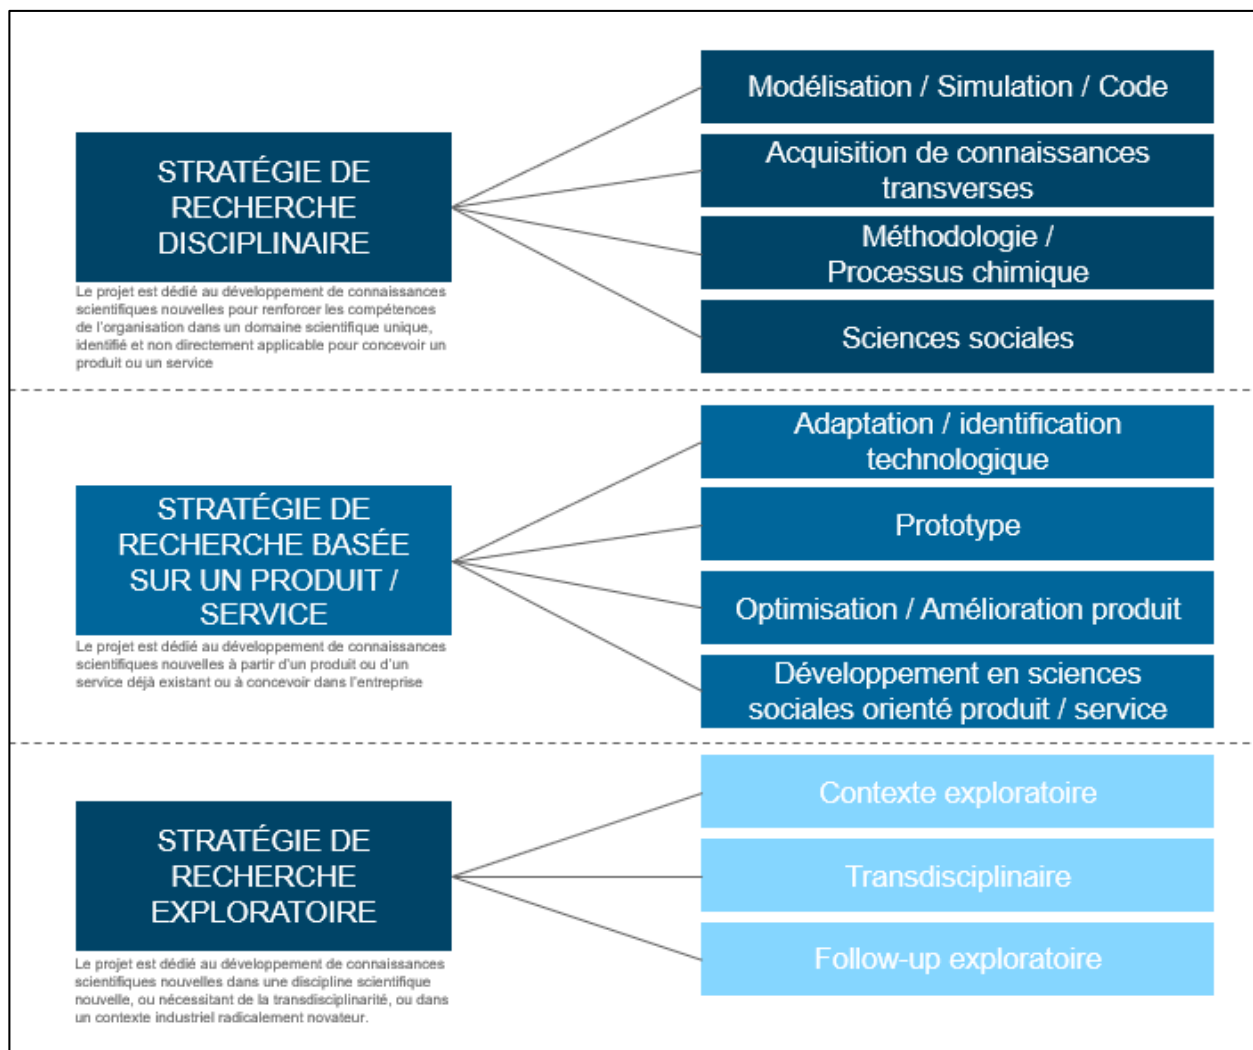 STRATÉGIE DE
RECHERCHE
DISCIPLINAIRE
Le projet est dédié au développement de connaissances
scientifiques nouvelles pour renforcer les compétences
de l'organisation dans un domaine scientifique unique,
identifié et non directement applicable pour concevoir un
produit ou un service
Modélisation / Simulation / Code
Acquisition de connaissances
transverses
Méthodologie /
Processus chimique
Sciences sociales
STRATÉGIE DE
RECHERCHE BASÉE
SUR UN PRODUIT /
SERVICE
Le projet est dédié au développement de connaissances
scientifiques nouvelles à partir d'un produit ou d'un
service déjà existant ou à concevoir dans l'entreprise
Adaptation / identification
technologique
Prototype
Optimisation / Amélioration produit
Développement en sciences
sociales orienté produit / service
STRATÉGIE DE
RECHERCHE
EXPLORATOIRE
Le projet est dédié au développement de connaissances
scientifiques nouvelles dans une discipline scientifique
nouvelle, ou nécessitant de la transdisciplinarité, ou dans
un contexte industriel radicalement novateur.
Contexte exploratoire
Transdisciplinaire
Follow-up exploratoire